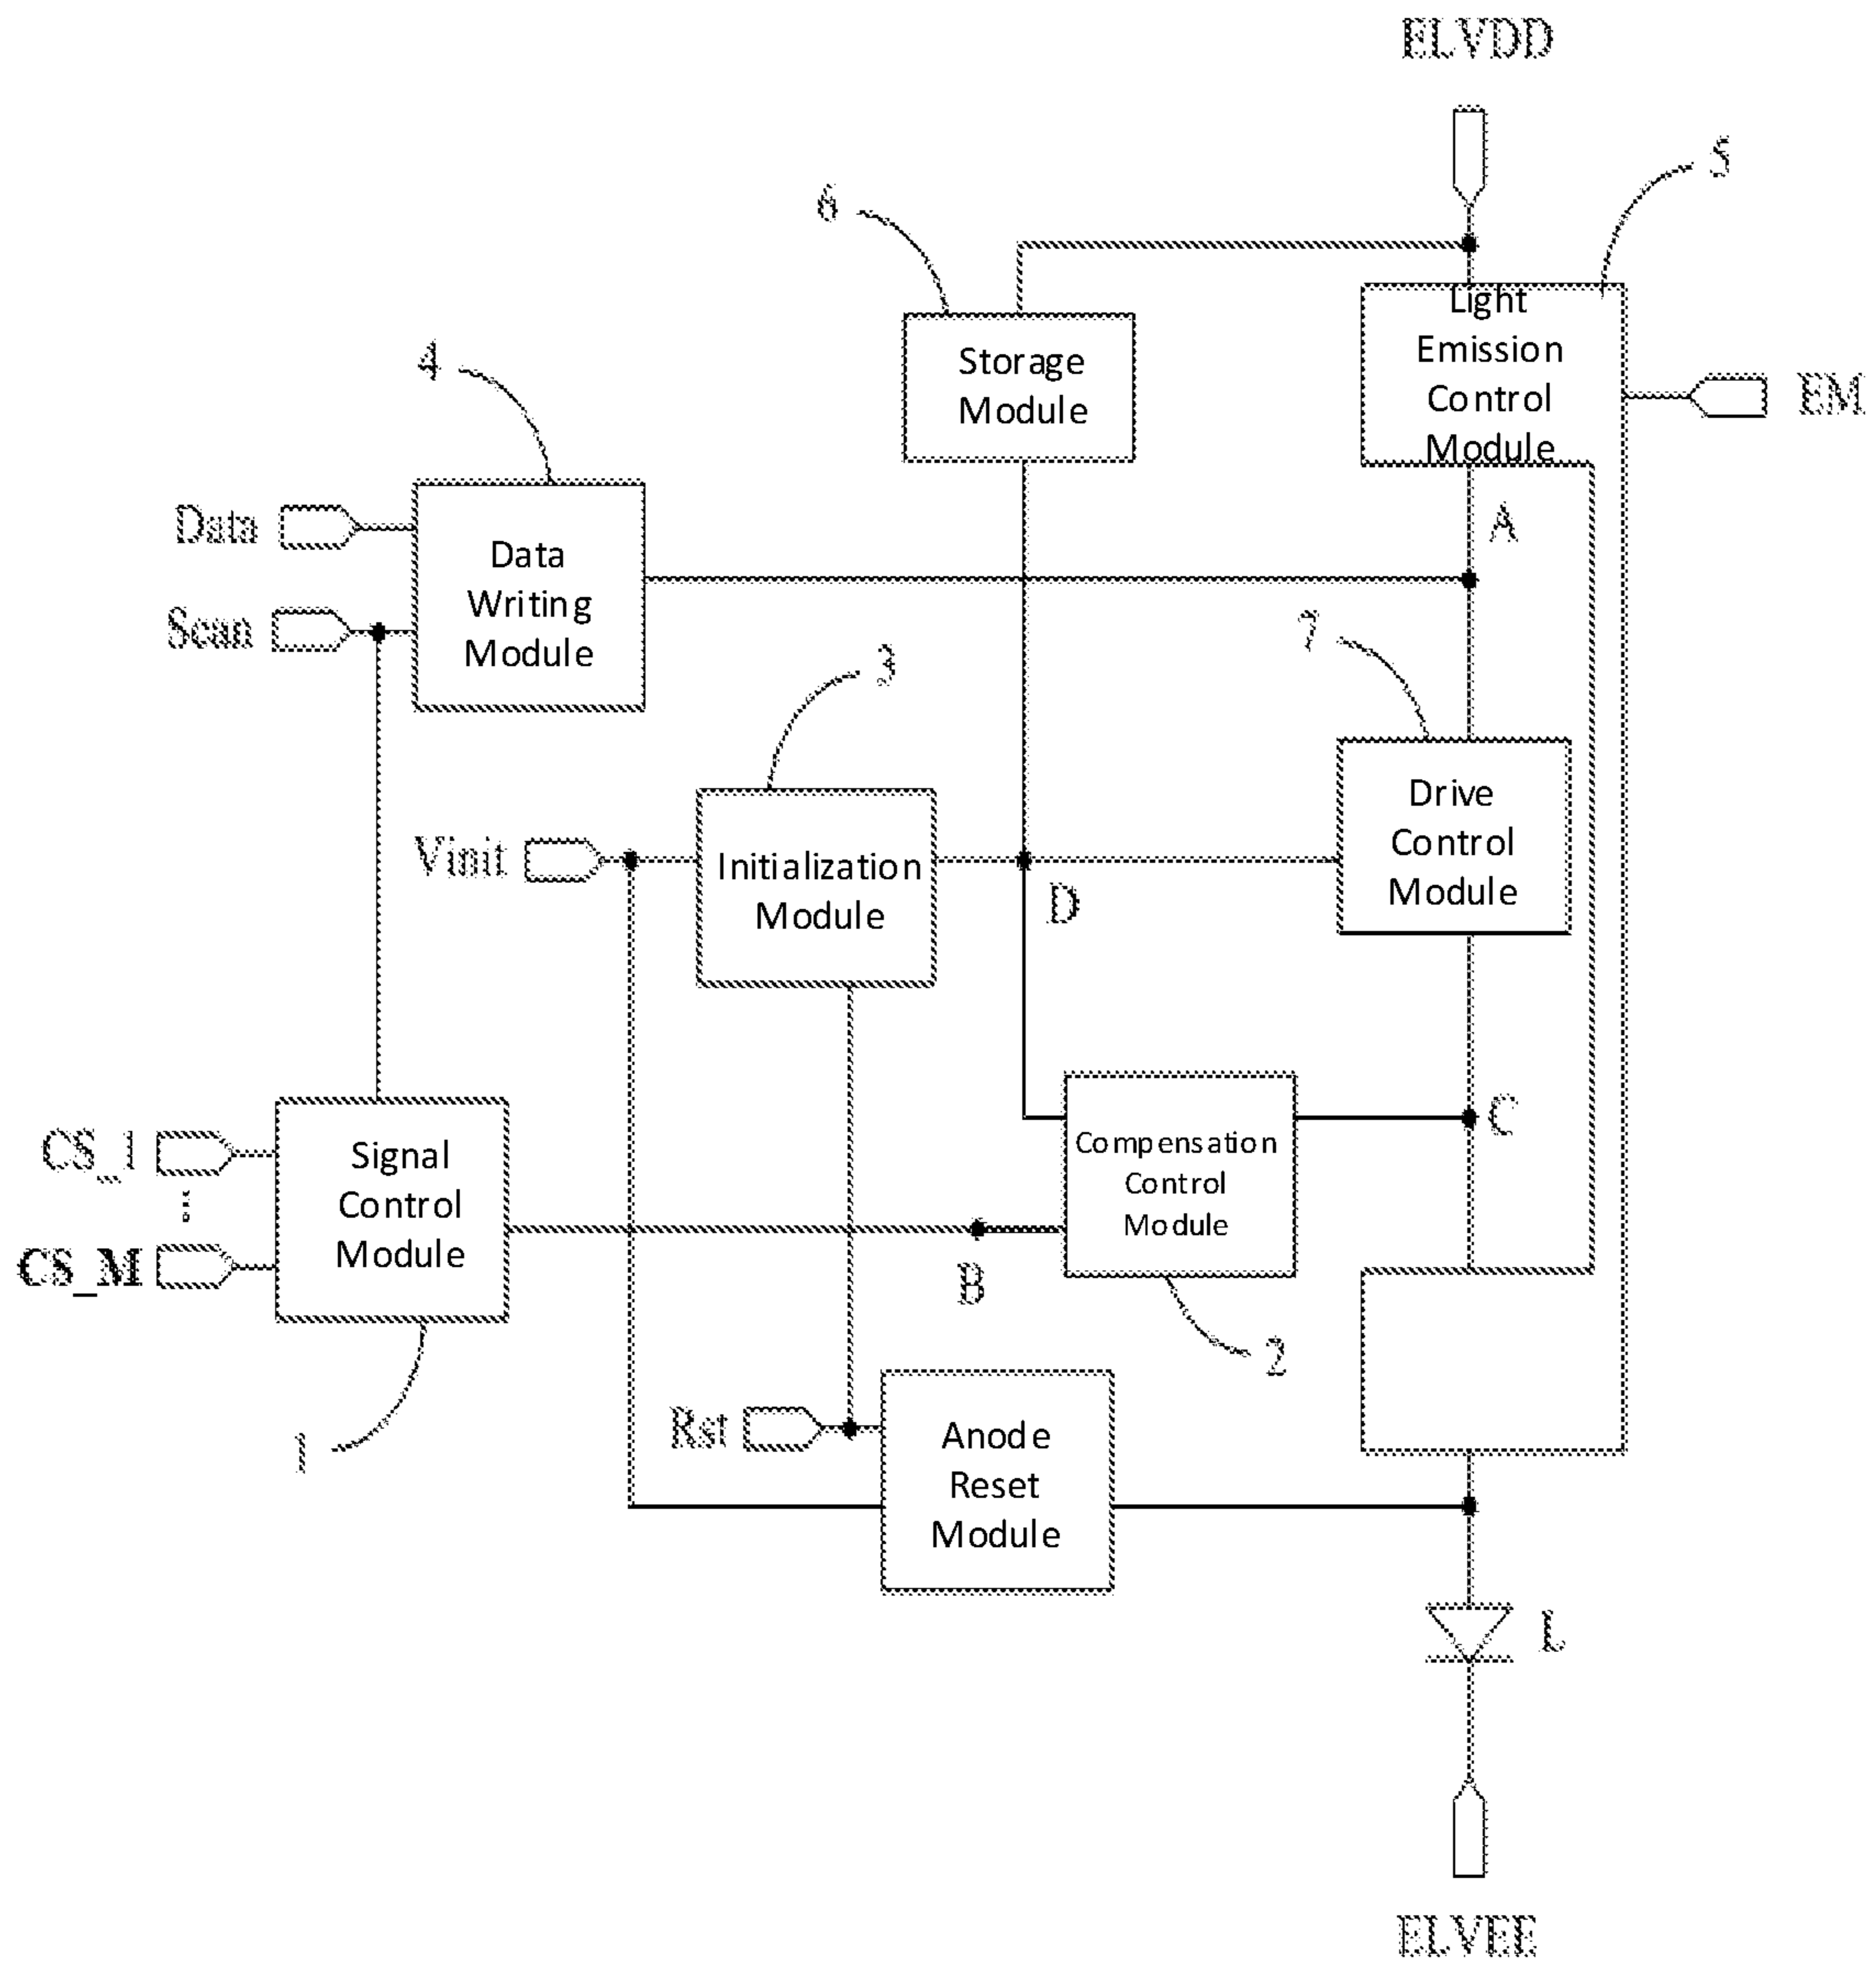 ELVDD
5
6
Light
Emission
Control
Module
Storage
Module
4
EM
Data
Data
Writing
Module
A
Scan
7
3
Drive
Control
Module
Vinit
Initialization
Module
D
CS_1
⋮
CS_M
Signal
Control
Module
Compensation
Control
Module
C
B
2
1
Rst
Anode
Reset
Module
L
ELVEE